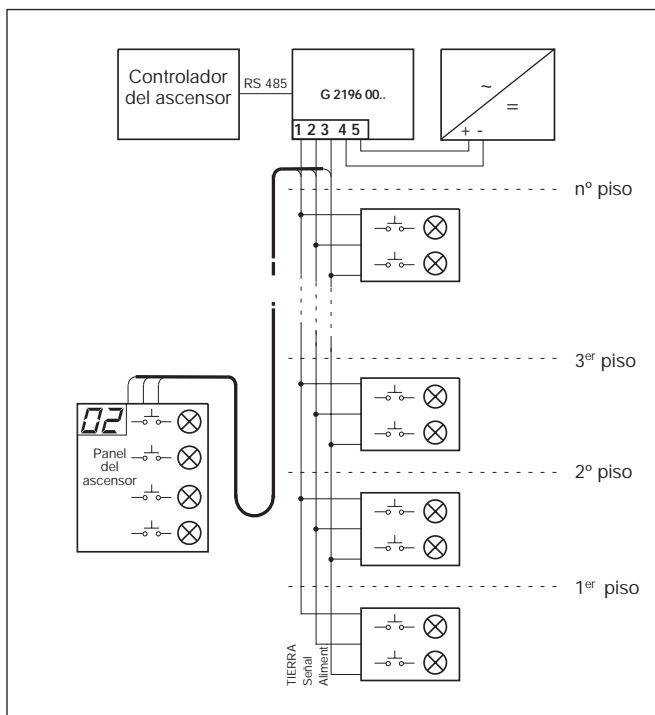 Controlador
del ascensor
RS 485
G 2196 00..
1 2 3 4 5
~
=
+ -
nº piso
3er piso
02
Panel
del
ascensor
2º piso
1er piso
TIERRA
Señal
Aliment